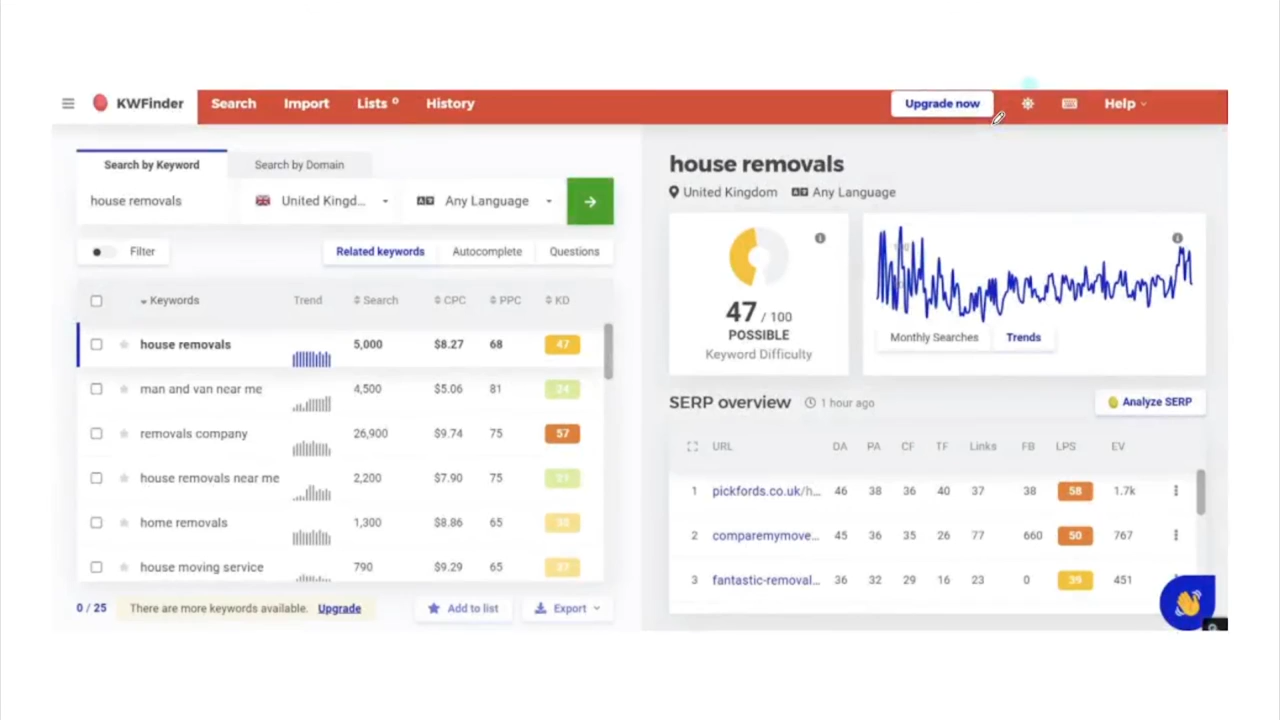 KWFinder Search Import Lists 0 History Upgrade now Help
Search by Keyword Search by Domain
house removals United Kingd... Any Language
Filter Related keywords Autocomplete Questions
Keywords Trend Search CPC PPC KD
house removals 5,000 $8.27 68 47
man and van near me 4,500 $5.06 81 24
removals company 26,900 $9.74 75 57
house removals near me 2,200 $7.90 75
home removals 1,300 $8.86 65
house moving service 790 $9.29 65
0 / 25 There are more keywords available. Upgrade Add to list Export
house removals
United Kingdom Any Language
47 / 100
POSSIBLE
Keyword Difficulty
Monthly Searches Trends
SERP overview 1 hour ago Analyze SERP
URL DA PA CF TF Links FB LPS EV
1 pickfords.co.uk/h... 46 38 36 40 37 38 58 1.7k
2 comparemymove... 45 36 35 26 77 660 50 767
3 fantastic-removal... 36 32 29 16 23 0 39 451